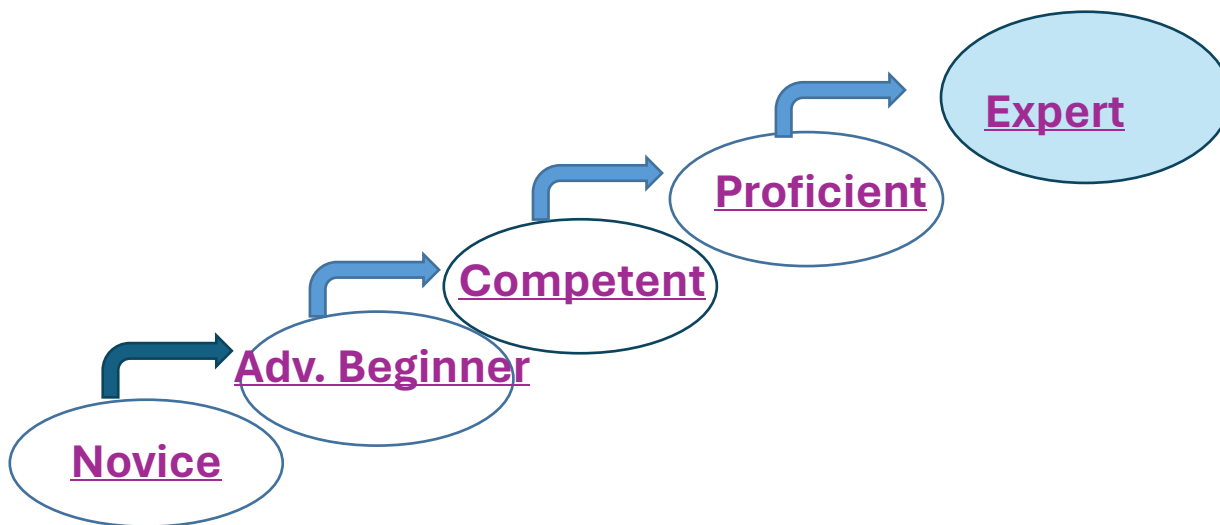 Expert
Proficient
Competent
Adv. Beginner
Novice